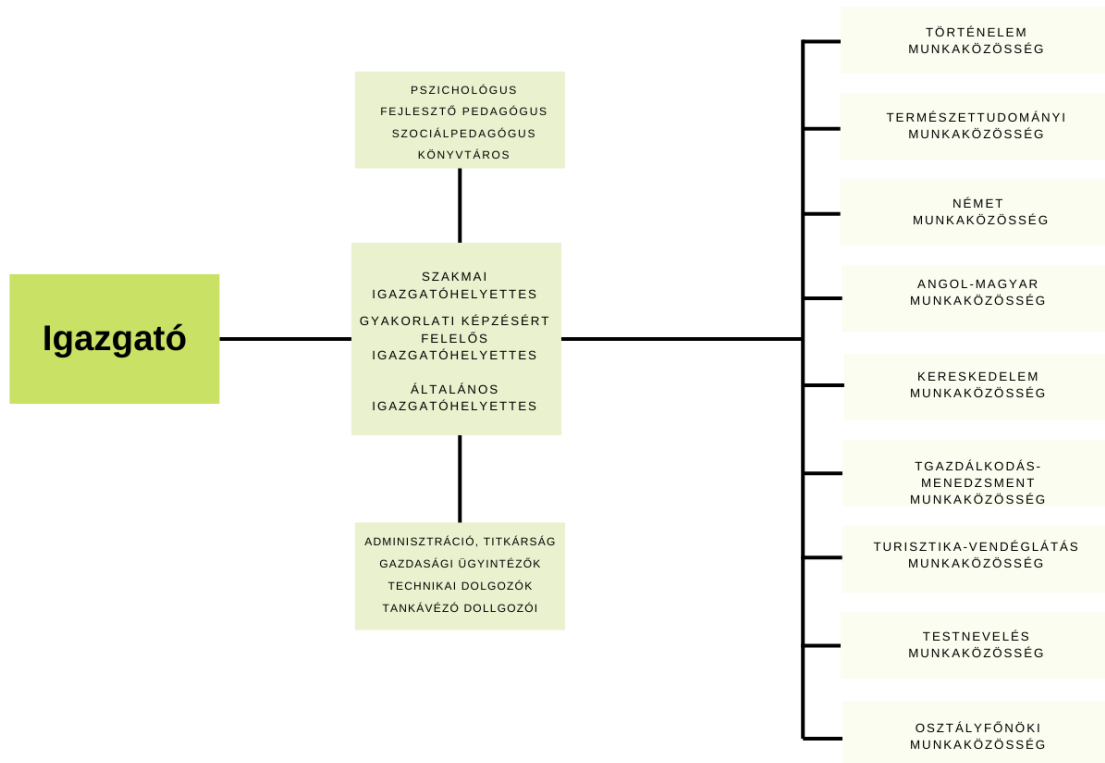 Igazgató
PSZICHOLÓGUS
FEJLESZTŐ PEDAGÓGUS
SZOCIÁLPEDAGÓGUS
KÖNYVTÁROS
SZAKMAI
IGAZGATÓHELYETTES
GYAKORLATI KÉPZÉSÉRT
FELELŐS
IGAZGATÓHELYETTES
ÁLTALÁNOS
IGAZGATÓHELYETTES
ADMINISZTRÁCIÓ, TITKÁRSÁG
GAZDASÁGI ÜGYINTÉZŐK
TECHNIKAI DOLGOZÓK
TANKÁVÉZÓ DOLLGOZÓI
TÖRTÉNELEM
MUNKAKÖZÖSSÉG
TERMÉSZETTUDOMÁNYI
MUNKAKÖZÖSSÉG
NÉMET
MUNKAKÖZÖSSÉG
ANGOL-MAGYAR
MUNKAKÖZÖSSÉG
KERESKEDELEM
MUNKAKÖZÖSSÉG
TGAZDÁLKODÁS-
MENEDZSMENT
MUNKAKÖZÖSSÉG
TURISZTIKA-VENDÉGLÁTÁS
MUNKAKÖZÖSSÉG
TESTNEVELÉS
MUNKAKÖZÖSSÉG
OSZTÁLYFŐNÖKI
MUNKAKÖZÖSSÉG